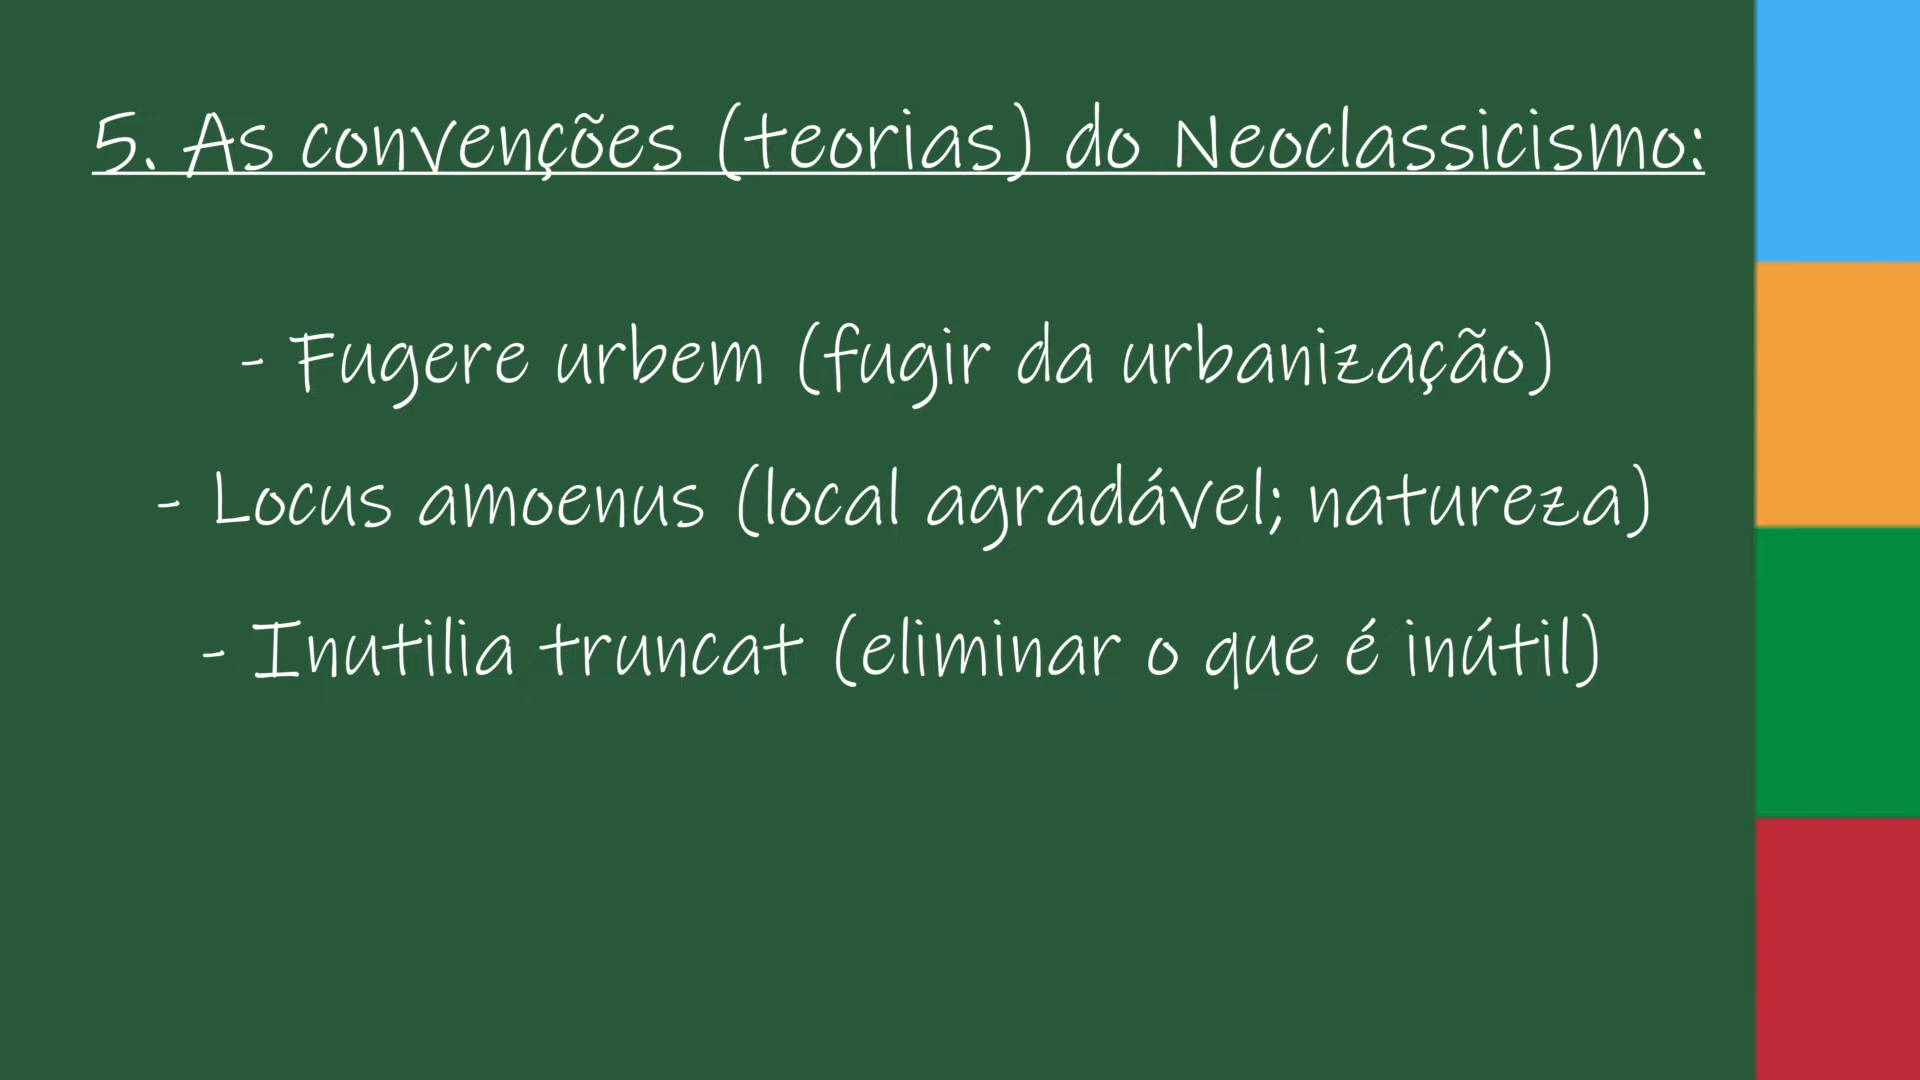 5. As convenções (teorias) do Neoclassicismo:
- Fugere urbem (fugir da urbanização)
- Locus amoenus (local agradável; natureza)
- Inutilia truncat (eliminar o que é inútil)